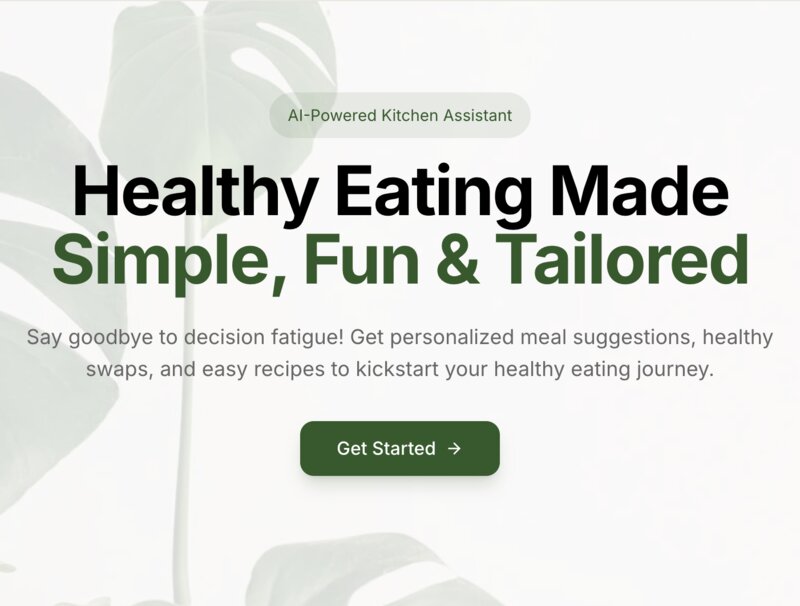 AI-Powered Kitchen Assistant
Healthy Eating Made
Simple, Fun & Tailored
Say goodbye to decision fatigue! Get personalized meal suggestions, healthy
swaps, and easy recipes to kickstart your healthy eating journey.
Get Started →